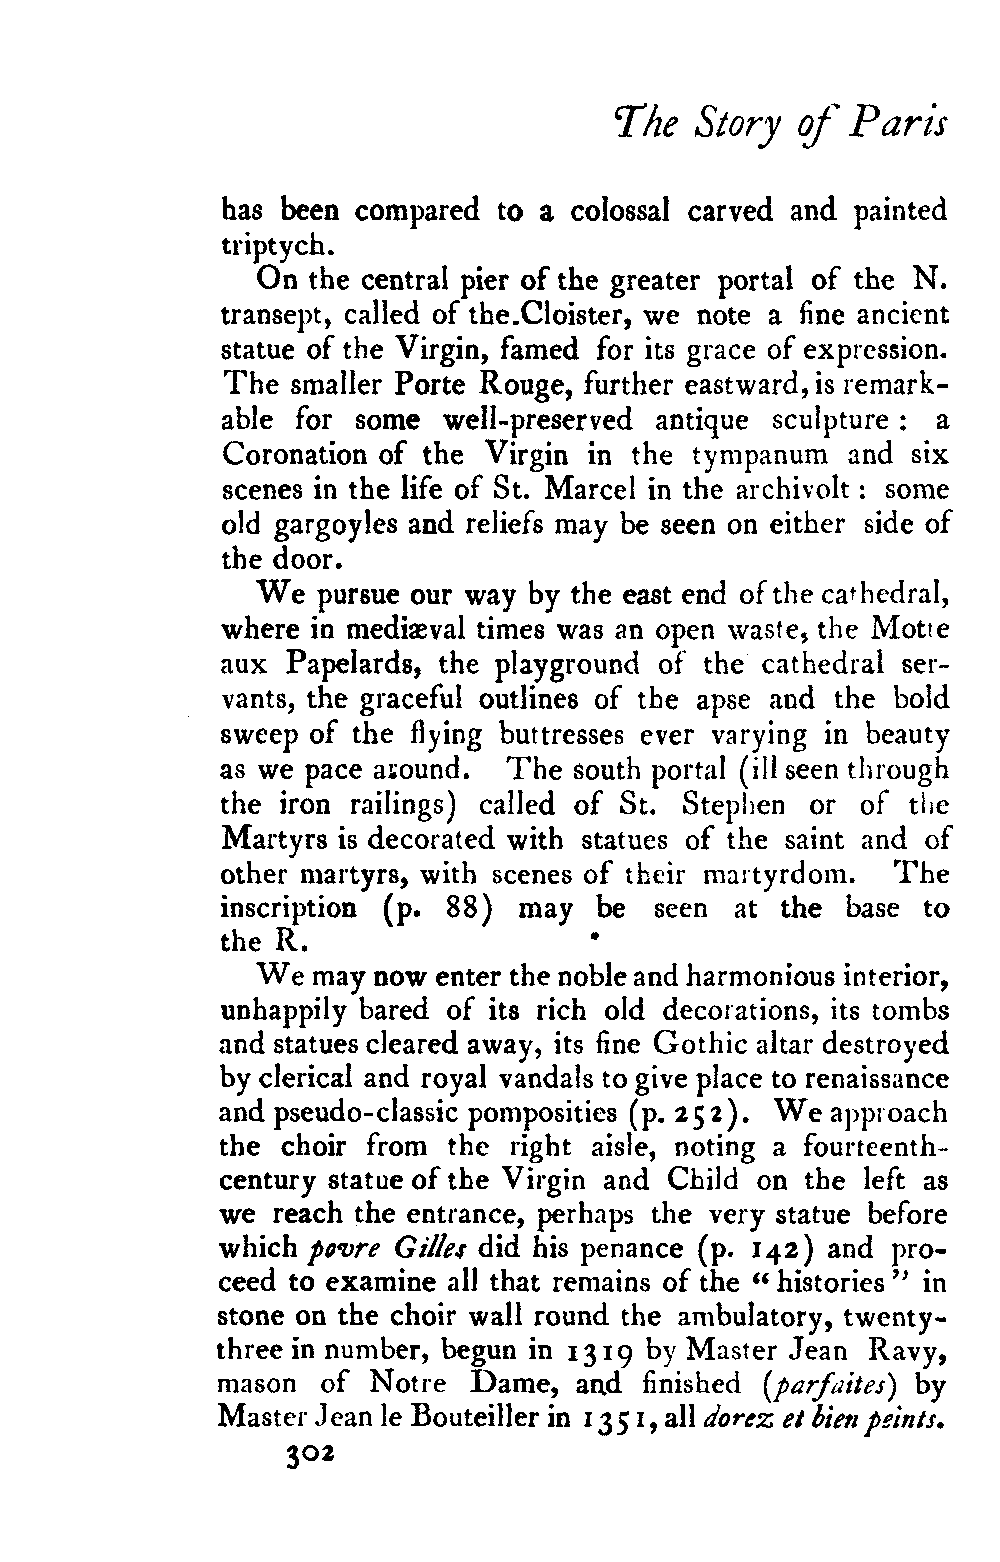 The Story of Paris
has been compared to a colossal carved and painted
triptych.
On the central pier of the greater portal of the N.
transept, called of the.Cloister, we note a fine ancient
statue of the Virgin, famed for its grace of expression.
The smaller Porte Rouge, further eastward, is remark-
able for some well-preserved antique sculpture : a
Coronation of the Virgin in the tympanum and six
scenes in the life of St. Marcel in the archivolt : some
old gargoyles and reliefs may be seen on either side of
the door.
We pursue our way by the east end of the cathedral,
where in mediæval times was an open waste, the Motte
aux Papelards, the playground of the cathedral ser-
vants, the graceful outlines of the apse and the bold
sweep of the flying buttresses ever varying in beauty
as we pace around. The south portal (ill seen through
the iron railings) called of St. Stephen or of the
Martyrs is decorated with statues of the saint and of
other martyrs, with scenes of their martyrdom. The
inscription (p. 88) may be seen at the base to
the R.
We may now enter the noble and harmonious interior,
unhappily bared of its rich old decorations, its tombs
and statues cleared away, its fine Gothic altar destroyed
by clerical and royal vandals to give place to renaissance
and pseudo-classic pomposities (p. 252). We approach
the choir from the right aisle, noting a fourteenth-
century statue of the Virgin and Child on the left as
we reach the entrance, perhaps the very statue before
which povre Gilles did his penance (p. 142) and pro-
ceed to examine all that remains of the “histories” in
stone on the choir wall round the ambulatory, twenty-
three in number, begun in 1319 by Master Jean Ravy,
mason of Notre Dame, and finished (parfaites) by
Master Jean le Bouteiller in 1351, all dorez et bien peints.
302